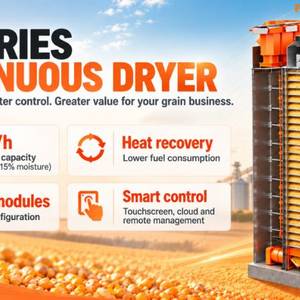 RIES
NUOUS DRYER
ter control. Greater value for your grain business.
/h
capacity
15% moisture)
Heat recovery
Lower fuel consumption
modules
figuration
Smart control
Touchscreen, cloud and
remote management